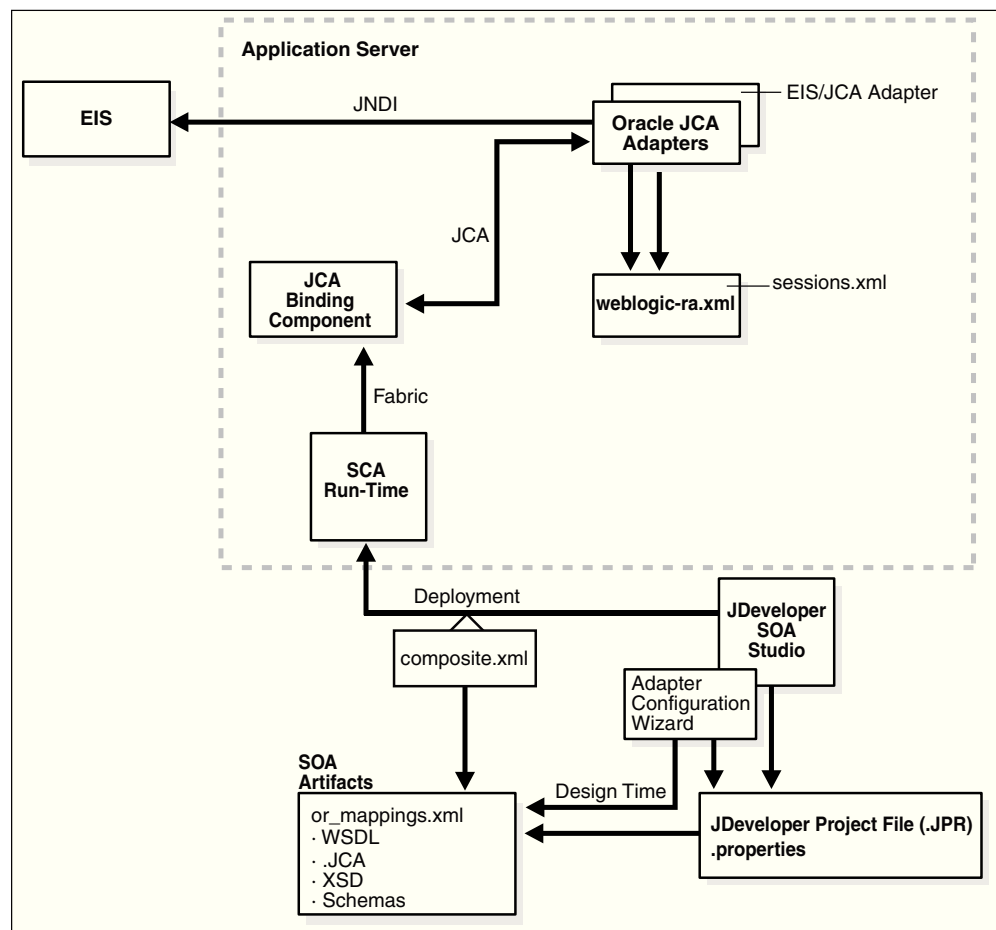 Application Server
EIS/JCA Adapter
EIS
JNDI
Oracle JCA
Adapters
JCA
JCA
Binding
Component
sessions.xml
weblogic-ra.xml
Fabric
SCA
Run-Time
Deployment
JDeveloper
SOA
Studio
composite.xml
Adapter
Configuration
Wizard
SOA
Artifacts
Design Time
or_mappings.xml
· WSDL
· .JCA
· XSD
· Schemas
JDeveloper Project File (.JPR)
.properties